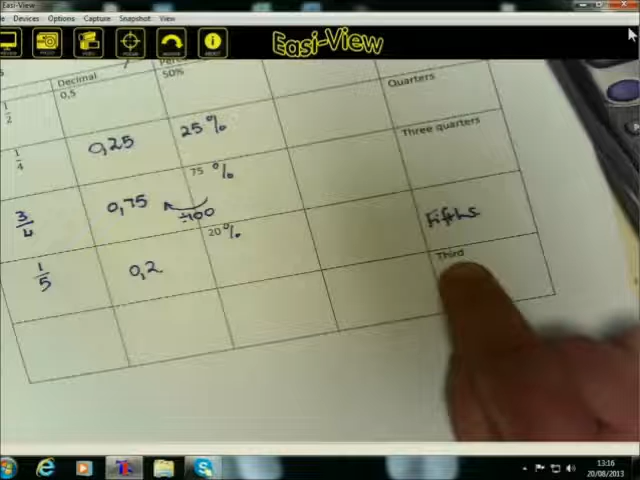 Easi-View
Devices Options Capture Snapshot View
Easi-View
Decimal
50%
1/2
0,5
Quarters
1/4
0,25
25%
Three quarters
3/4
0,75
÷100
75 %
Fifths
1/5
0,2
20%
Third
13:16
20/08/2013